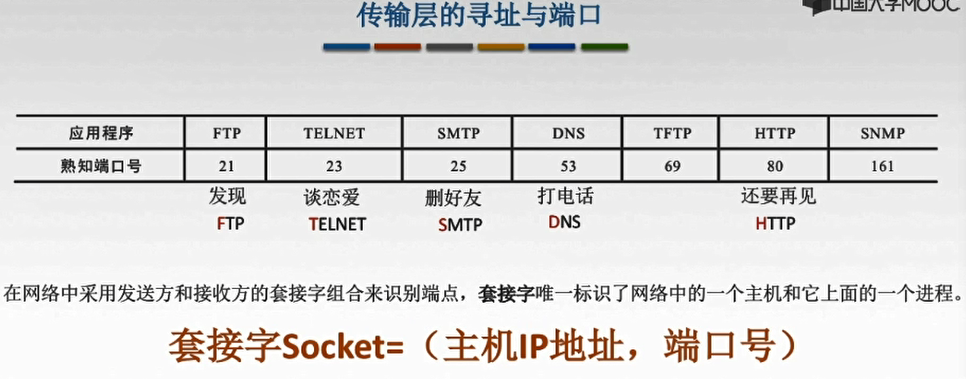 中国大学MOOC
传输层的寻址与端口
应用程序 FTP TELNET SMTP DNS TFTP HTTP SNMP
熟知端口号 21 23 25 53 69 80 161
发现 谈恋爱 删好友 打电话 还要再见
FTP TELNET SMTP DNS HTTP
在网络中采用发送方和接收方的套接字组合来识别端点，套接字唯一标识了网络中的一个主机和它上面的一个进程。
套接字Socket=（主机IP地址，端口号）